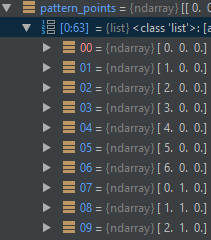 pattern_points = {ndarray} [[ 0. 0.
[0:63] = {list} <class 'list'>: [a
00 = {ndarray} [ 0. 0. 0.]
01 = {ndarray} [ 1. 0. 0.]
02 = {ndarray} [ 2. 0. 0.]
03 = {ndarray} [ 3. 0. 0.]
04 = {ndarray} [ 4. 0. 0.]
05 = {ndarray} [ 5. 0. 0.]
06 = {ndarray} [ 6. 0. 0.]
07 = {ndarray} [ 0. 1. 0.]
08 = {ndarray} [ 1. 1. 0.]
09 = {ndarray} [ 2. 1. 0.]